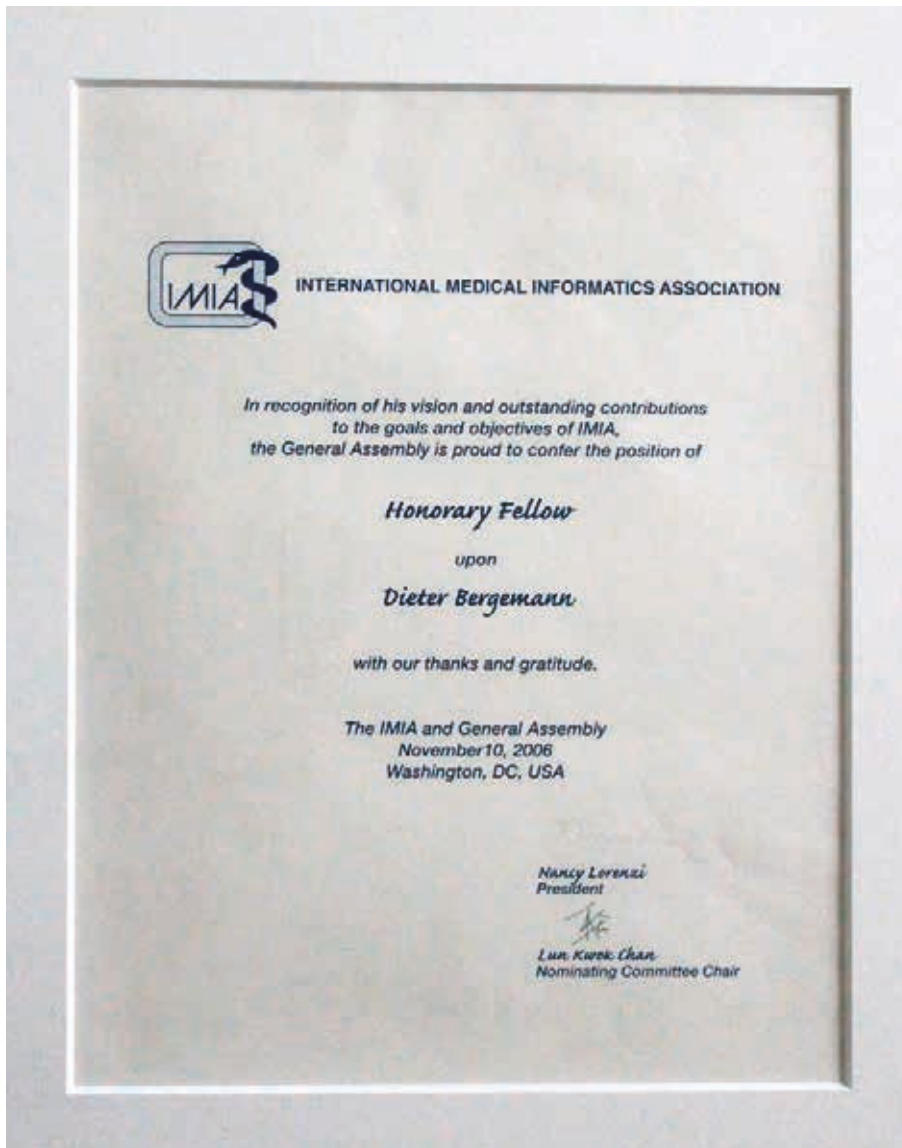 IMIA
INTERNATIONAL MEDICAL INFORMATICS ASSOCIATION
In recognition of his vision and outstanding contributions
to the goals and objectives of IMIA,
the General Assembly is proud to confer the position of
Honorary Fellow
upon
Dieter Bergemann
with our thanks and gratitude.
The IMIA and General Assembly
November10, 2006
Washington, DC, USA
Nancy Lorenzi
President
Lun Kwok Chan
Nominating Committee Chair